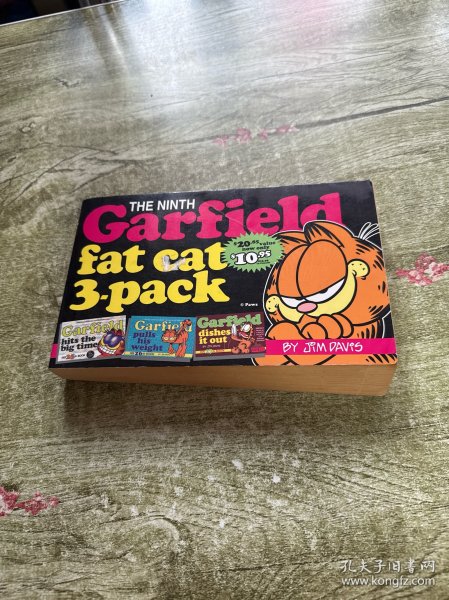 THE NINTH
Garfield
fat cat
3-pack
$20.85 value
now only
$10.95
© Paws
Garfield
hits the
big time
Garfield
pulls
his
weight
Garfield
dishes
it out
BY JIM DAVIS
孔夫子旧书网
www.kongfz.com